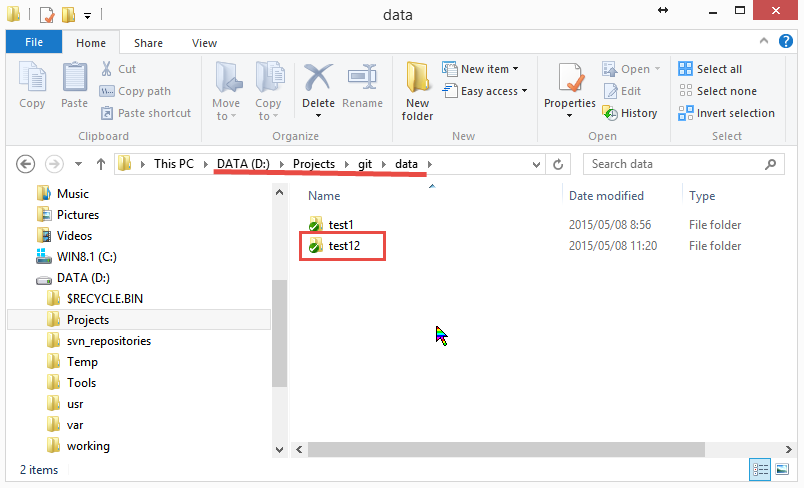 data
File Home Share View
Copy Paste Cut Copy path Paste shortcut
Clipboard
Move to Copy to Delete Rename
Organize
New folder New item Easy access
New
Properties Open Edit History
Open
Select all Select none Invert selection
Select
This PC DATA (D:) Projects git data Search data
Music
Pictures
Videos
WIN8.1 (C:)
DATA (D:)
$RECYCLE.BIN
Projects
svn_repositories
Temp
Tools
usr
var
working
Name Date modified Type
test1 2015/05/08 8:56 File folder
test12 2015/05/08 11:20 File folder
2 items